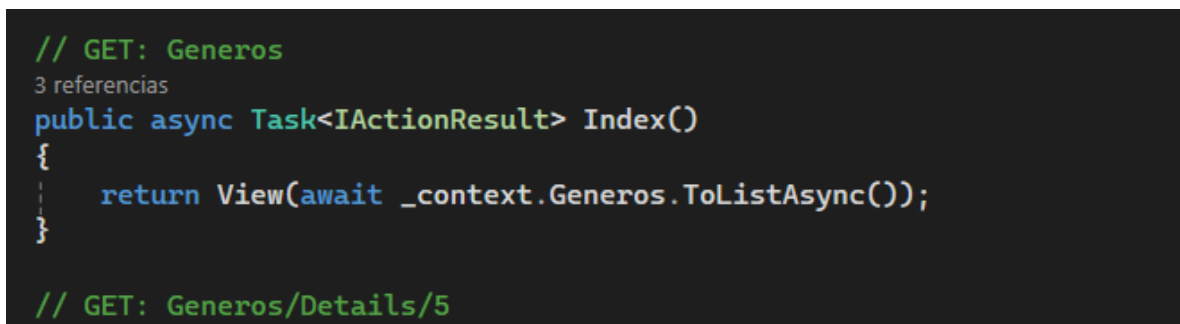 // GET: Generos
3 referencias
public async Task<IActionResult> Index()
{
return View(await _context.Generos.ToListAsync());
}
// GET: Generos/Details/5